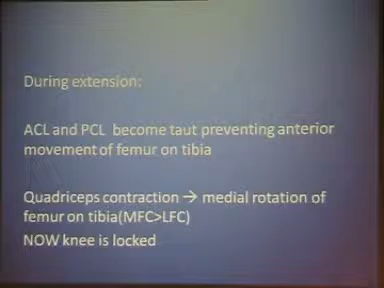 During extension:
ACL and PCL become taut preventing anterior
movement of femur on tibia
Quadriceps contraction → medial rotation of
femur on tibia(MFC>LFC)
NOW knee is locked